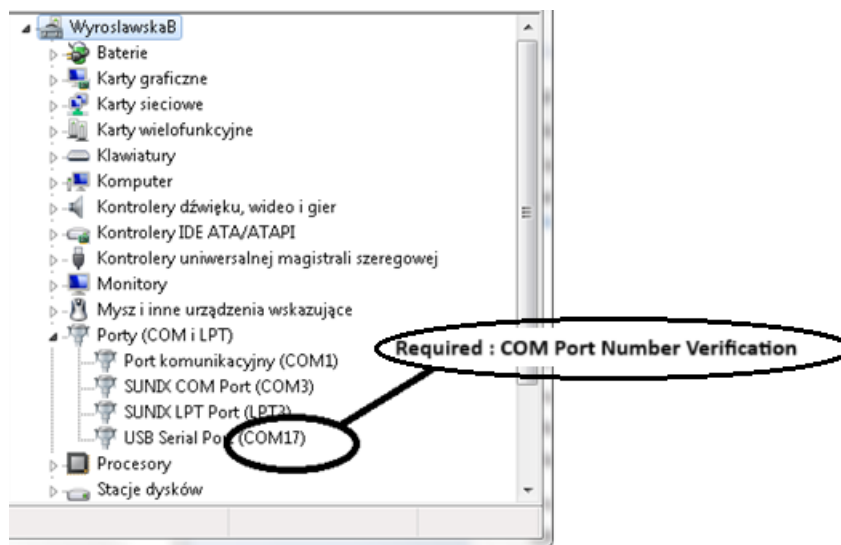 WyroslawskaB
Baterie
Karty graficzne
Karty sieciowe
Karty wielofunkcyjne
Klawiatury
Komputer
Kontrolery dźwięku, wideo i gier
Kontrolery IDE ATA/ATAPI
Kontrolery uniwersalnej magistrali szeregowej
Monitory
Mysz i inne urządzenia wskazujące
Porty (COM i LPT)
Required : COM Port Number Verification
Port komunikacyjny (COM1)
SUNIX COM Port (COM3)
SUNIX LPT Port (LPT3)
USB Serial Port (COM17)
Procesory
Stacje dysków